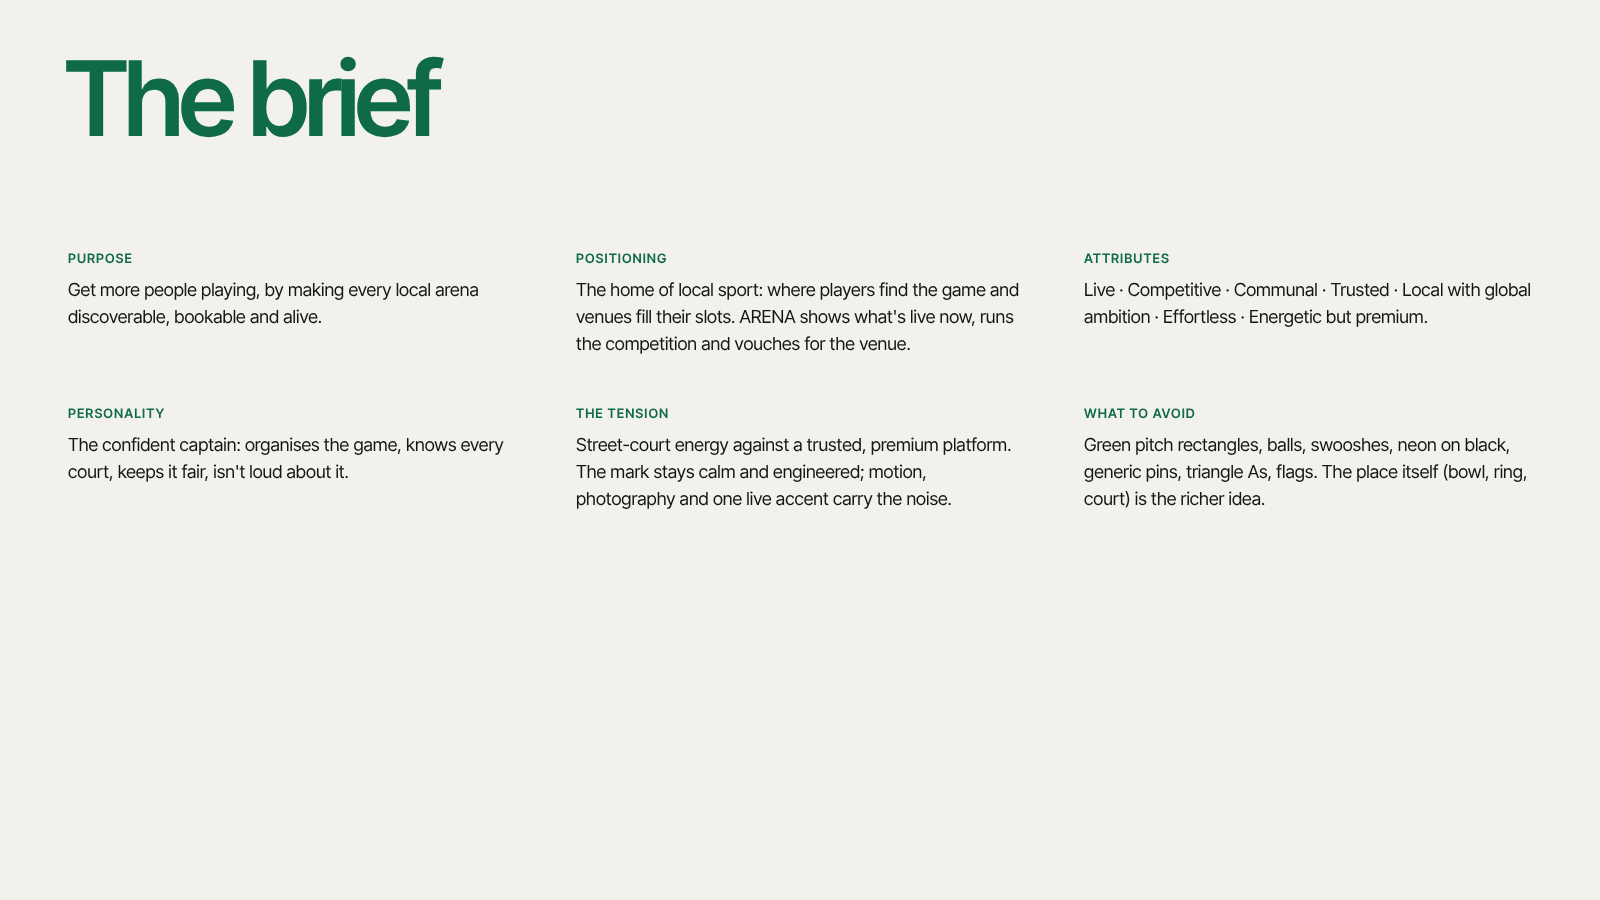 The brief
PURPOSE
Get more people playing, by making every local arena
discoverable, bookable and alive.
POSITIONING
The home of local sport: where players find the game and
venues fill their slots. ARENA shows what's live now, runs
the competition and vouches for the venue.
ATTRIBUTES
Live · Competitive · Communal · Trusted · Local with global
ambition · Effortless · Energetic but premium.
PERSONALITY
The confident captain: organises the game, knows every
court, keeps it fair, isn't loud about it.
THE TENSION
Street-court energy against a trusted, premium platform.
The mark stays calm and engineered; motion,
photography and one live accent carry the noise.
WHAT TO AVOID
Green pitch rectangles, balls, swooshes, neon on black,
generic pins, triangle As, flags. The place itself (bowl, ring,
court) is the richer idea.